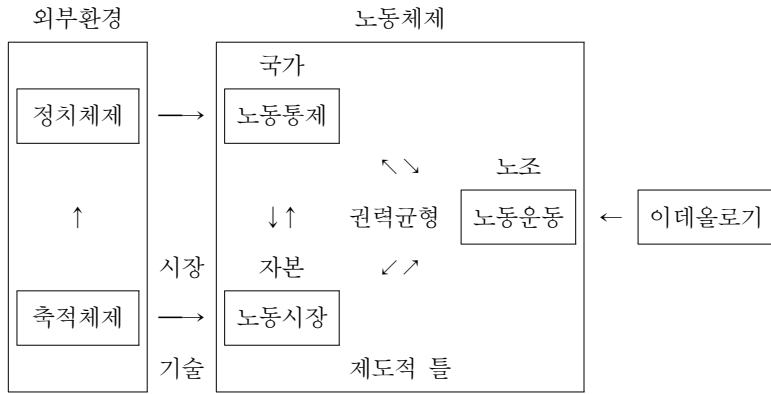 외부환경 노동체제
국가
정치체제 → 노동통제
↖↘ 노조
↑ ↓↑ 권력균형 노동운동 ← 이데올로기
시장 자본 ↙↗
축적체제 → 노동시장
기술 제도적 틀